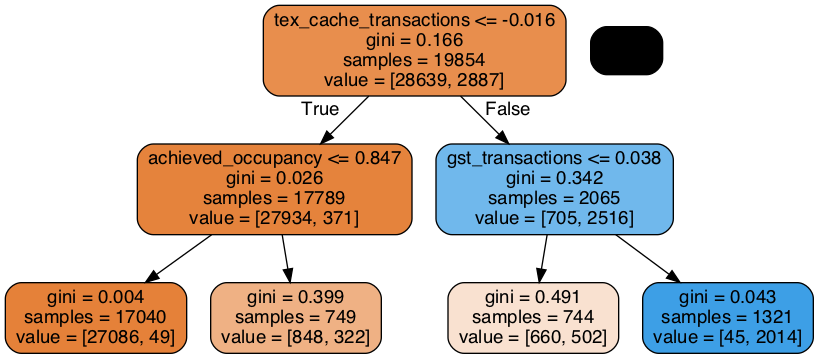 tex_cache_transactions <= -0.016
gini = 0.166
samples = 19854
value = [28639, 2887]
True
False
achieved_occupancy <= 0.847
gini = 0.026
samples = 17789
value = [27934, 371]
gst_transactions <= 0.038
gini = 0.342
samples = 2065
value = [705, 2516]
gini = 0.004
samples = 17040
value = [27086, 49]
gini = 0.399
samples = 749
value = [848, 322]
gini = 0.491
samples = 744
value = [660, 502]
gini = 0.043
samples = 1321
value = [45, 2014]